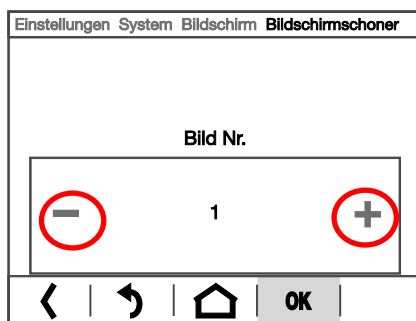 Einstellungen System Bildschirm Bildschirmschoner
Bild Nr.
− 1 +
OK